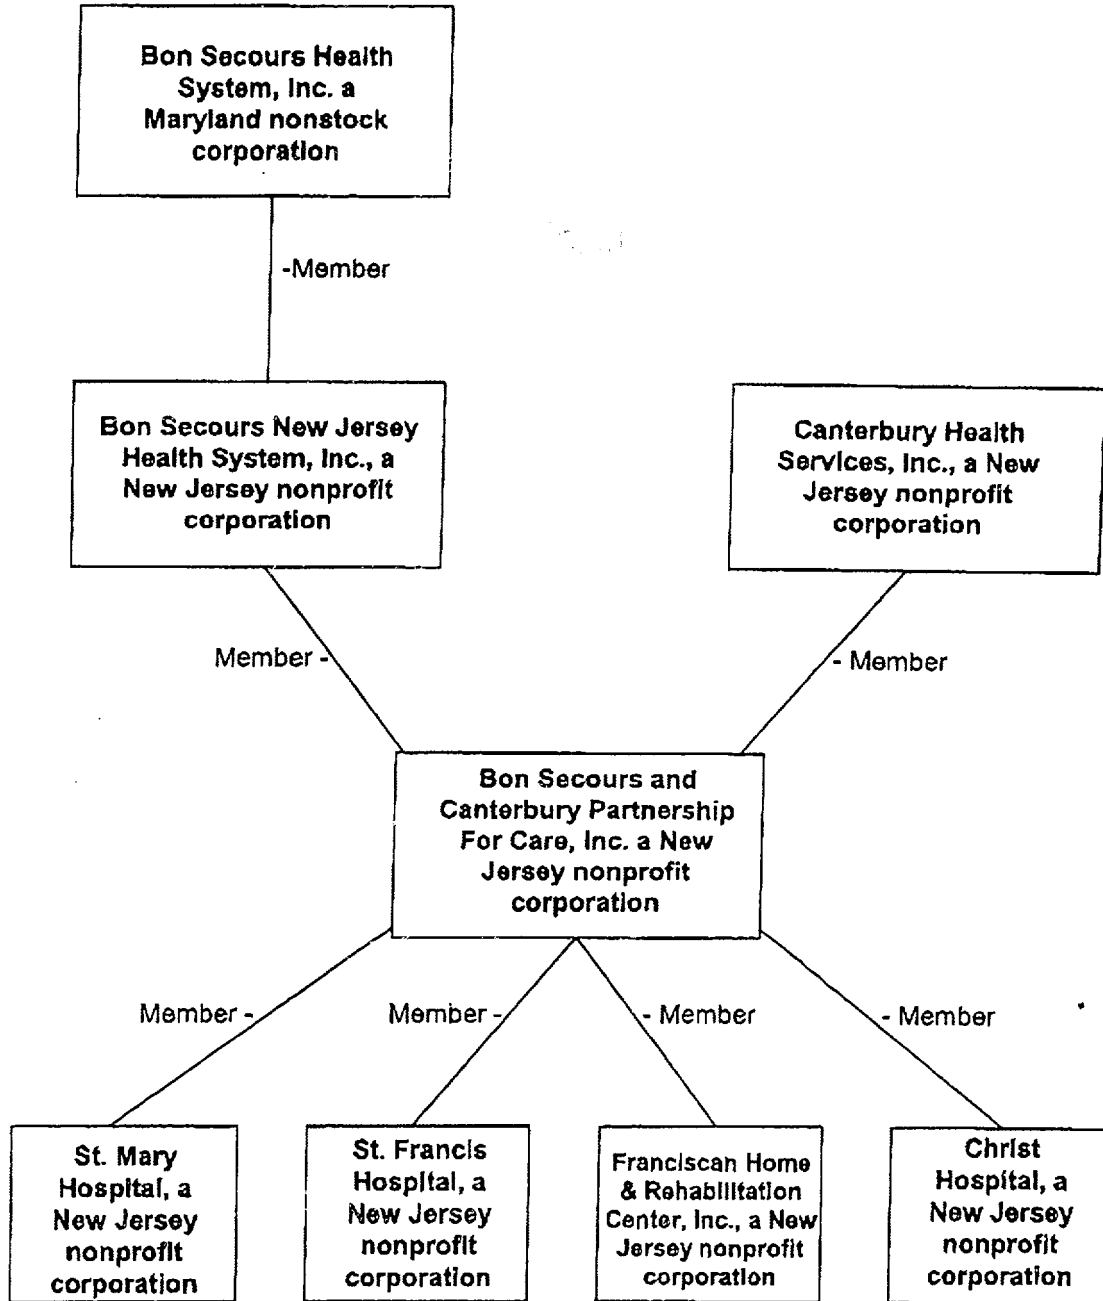 Bon Secours Health
System, Inc. a
Maryland nonstock
corporation
-Member
Bon Secours New Jersey
Health System, Inc., a
New Jersey nonprofit
corporation
Canterbury Health
Services, Inc., a New
Jersey nonprofit
corporation
Member -
- Member
Bon Secours and
Canterbury Partnership
For Care, Inc. a New
Jersey nonprofit
corporation
Member -
Member -
- Member
- Member
St. Mary
Hospital, a
New Jersey
nonprofit
corporation
St. Francis
Hospital, a
New Jersey
nonprofit
corporation
Franciscan Home
& Rehabilitation
Center, Inc., a New
Jersey nonprofit
corporation
Christ
Hospital, a
New Jersey
nonprofit
corporation